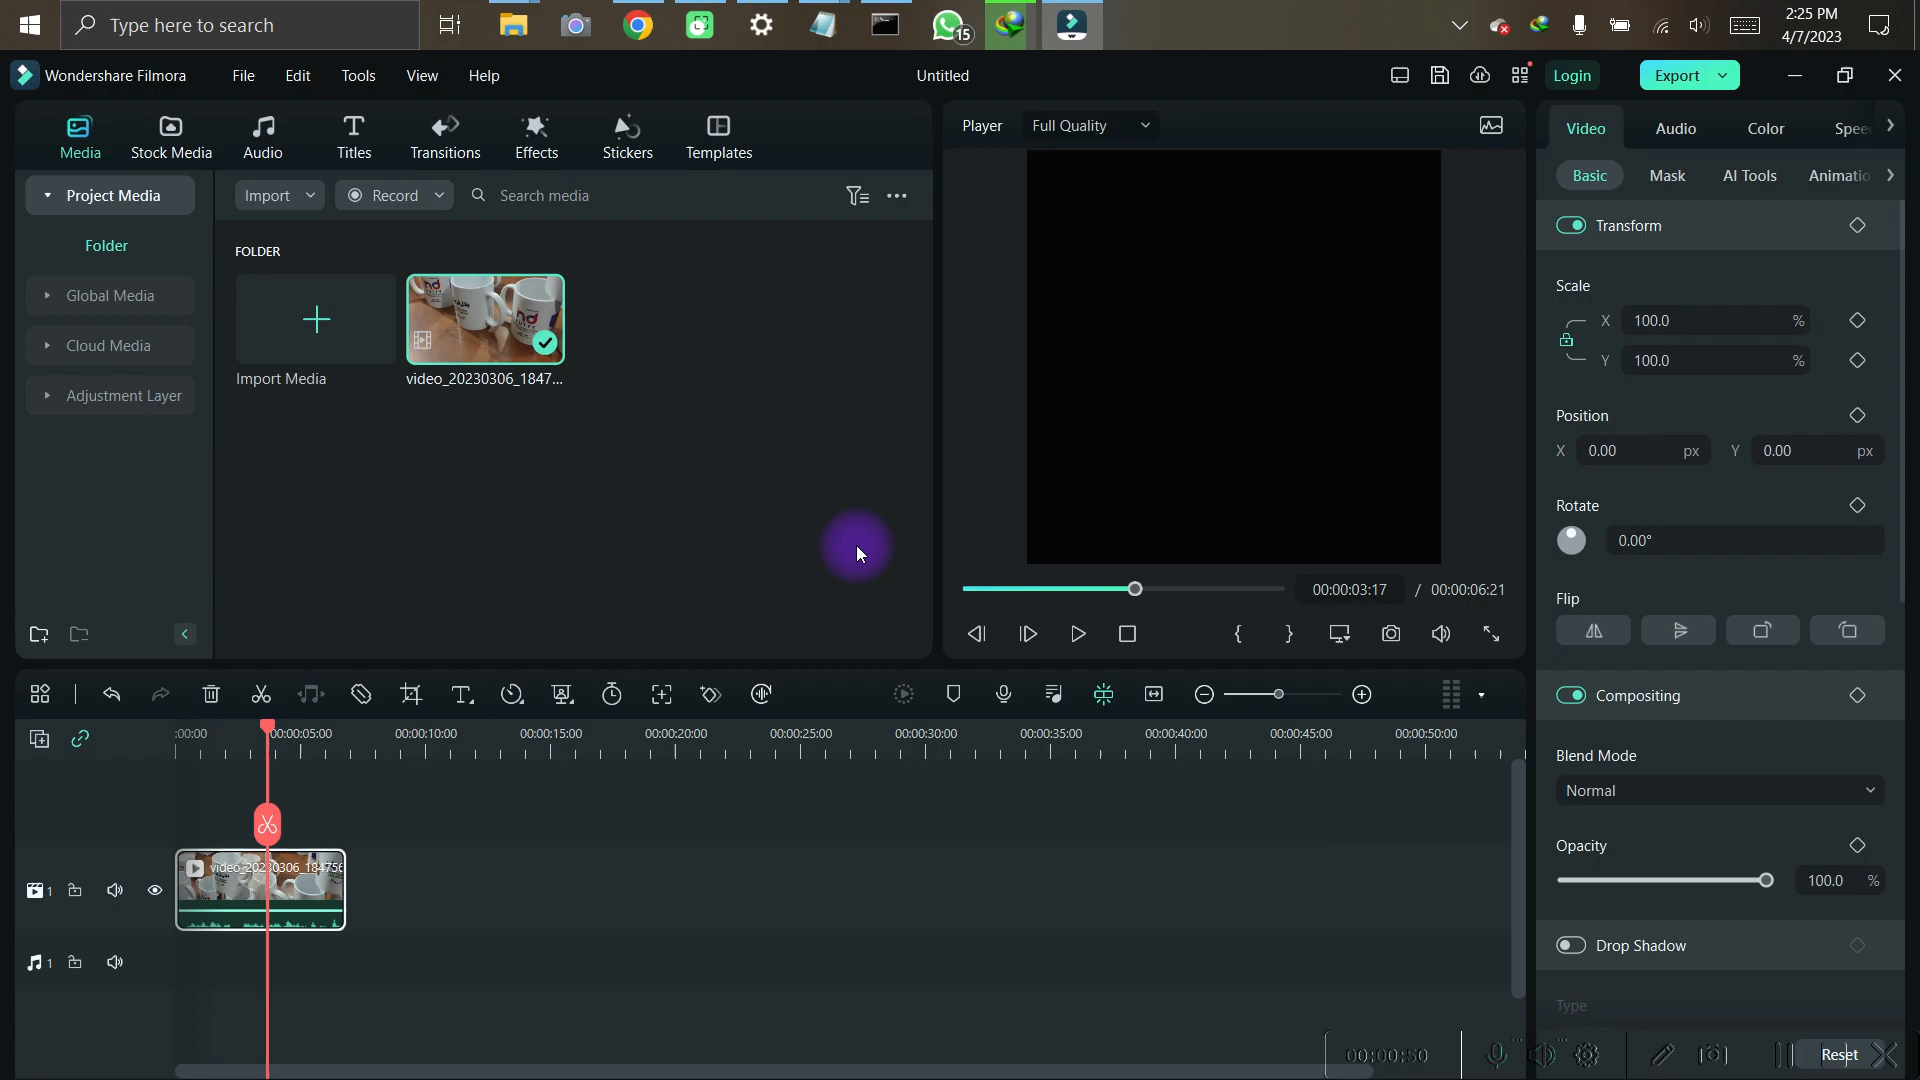 Type here to search
15
2:25 PM
4/7/2023
Wondershare Filmora
File
Edit
Tools
View
Help
Untitled
Login
Export
Media
Stock Media
Audio
Titles
Transitions
Effects
Stickers
Templates
Player
Full Quality
Video
Audio
Color
Spee
Project Media
Import
Record
Search media
Basic
Mask
AI Tools
Animatio
Folder
FOLDER
Transform
Global Media
Cloud Media
Adjustment Layer
Import Media
video_20230306_1847...
Scale
X 100.0 %
Y 100.0 %
Position
X 0.00 px Y 0.00 px
Rotate
0.00°
00:00:03:17 / 00:00:06:21
Flip
Compositing
:00:00
00:00:05:00
00:00:10:00
00:00:15:00
00:00:20:00
00:00:25:00
00:00:30:00
00:00:35:00
00:00:40:00
00:00:45:00
00:00:50:00
Blend Mode
Normal
Opacity
100.0 %
video_20230306_184756
1
1
Drop Shadow
Type
00:00:50
Reset